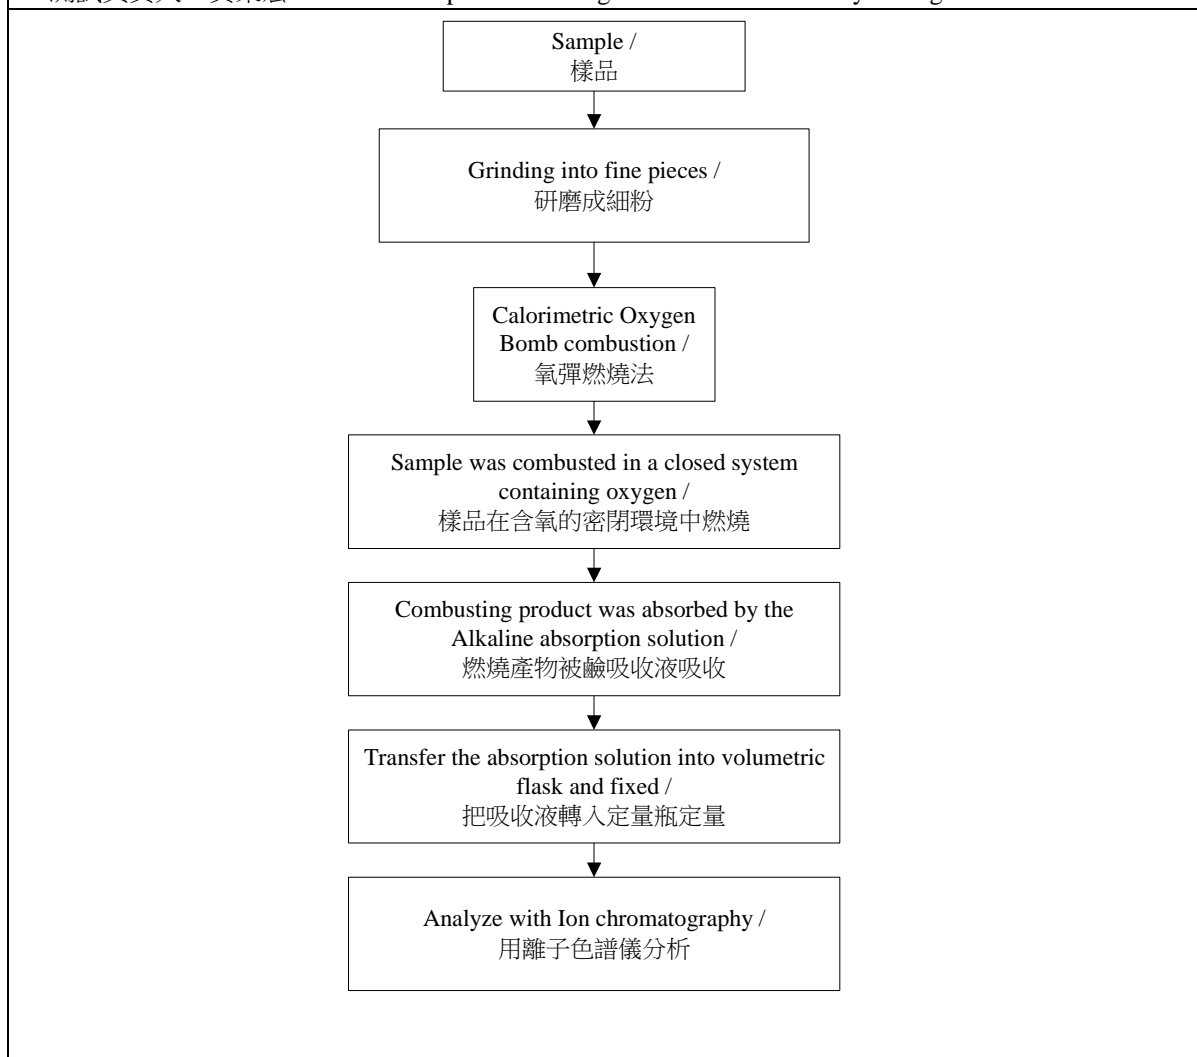 Sample /
樣品
Grinding into fine pieces /
研磨成細粉
Calorimetric Oxygen
Bomb combustion /
氧彈燃燒法
Sample was combusted in a closed system
containing oxygen /
樣品在含氧的密閉環境中燃燒
Combusting product was absorbed by the
Alkaline absorption solution /
燃燒產物被鹼吸收液吸收
Transfer the absorption solution into volumetric
flask and fixed /
把吸收液轉入定量瓶定量
Analyze with Ion chromatography /
用離子色譜儀分析